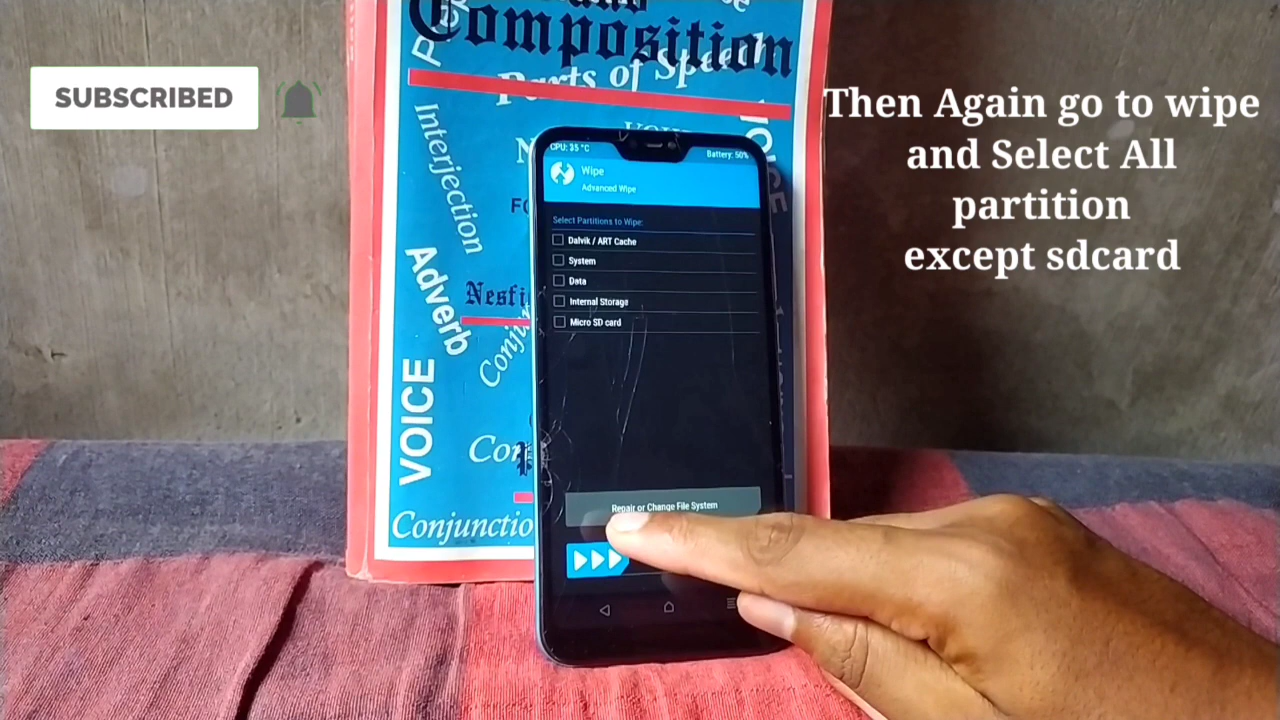 Composition
Parts of Speech
SUBSCRIBED
Then Again go to wipe
and Select All
partition
except sdcard
Interjection
Adverb
VOICE
Nesfi
CPU: 35 °C
Battery: 50%
Wipe
Advanced Wipe
Select Partitions to Wipe:
Dalvik / ART Cache
System
Data
Internal Storage
Micro SD card
Repair or Change File System
Conjunctio